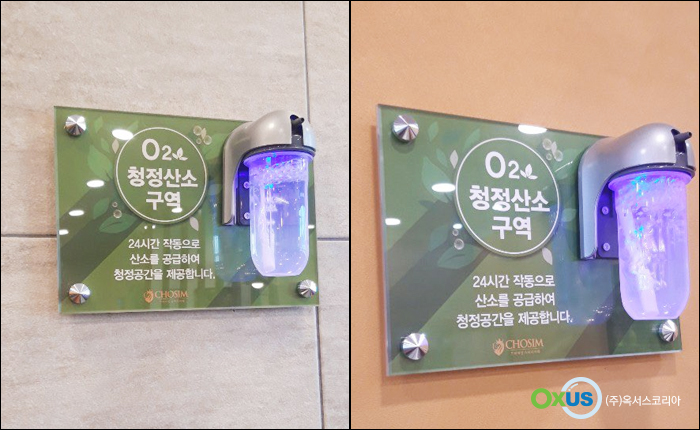 O2
청정산소
구역
24시간 작동으로
산소를 공급하여
청정공간을 제공합니다.
CHOSIM
O2
청정산소
구역
24시간 작동으로
산소를 공급하여
청정공간을 제공합니다.
CHOSIM
OXUS (주)옥서스코리아